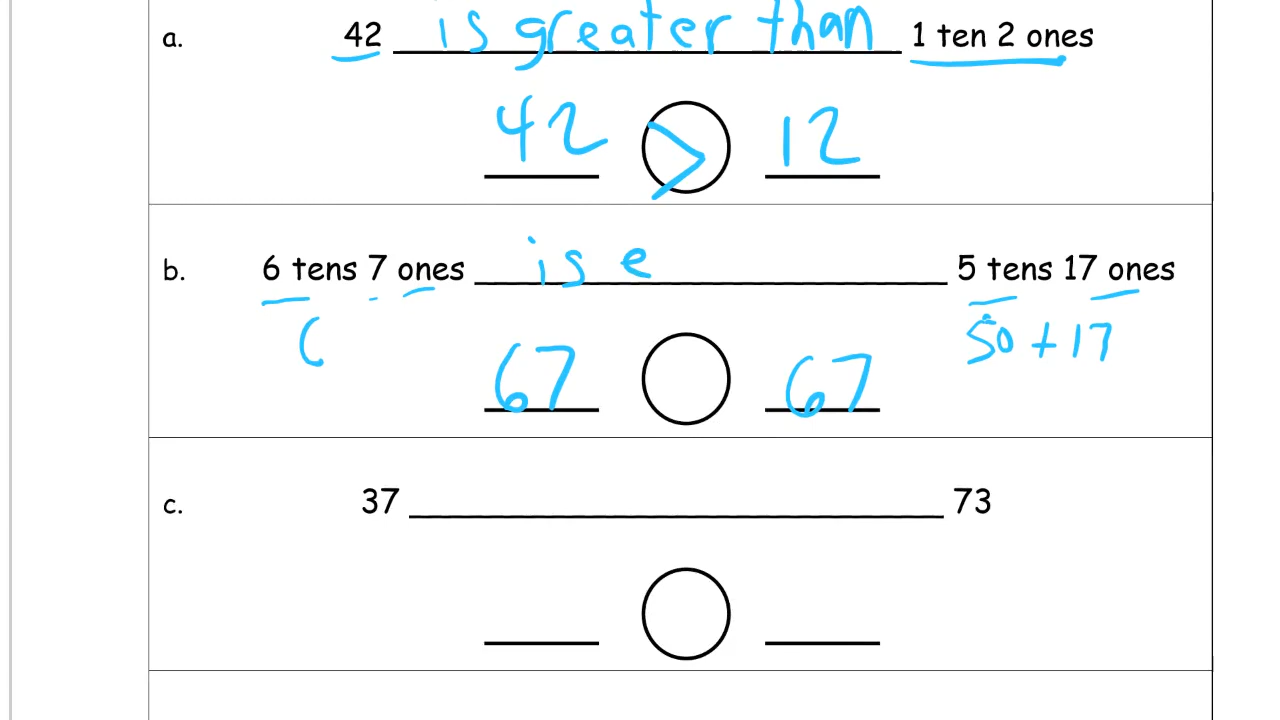 a. 42 is greater than 1 ten 2 ones
42 > 12
b. 6 tens 7 ones is e 5 tens 17 ones
50 + 17
67 67
c. 37 73